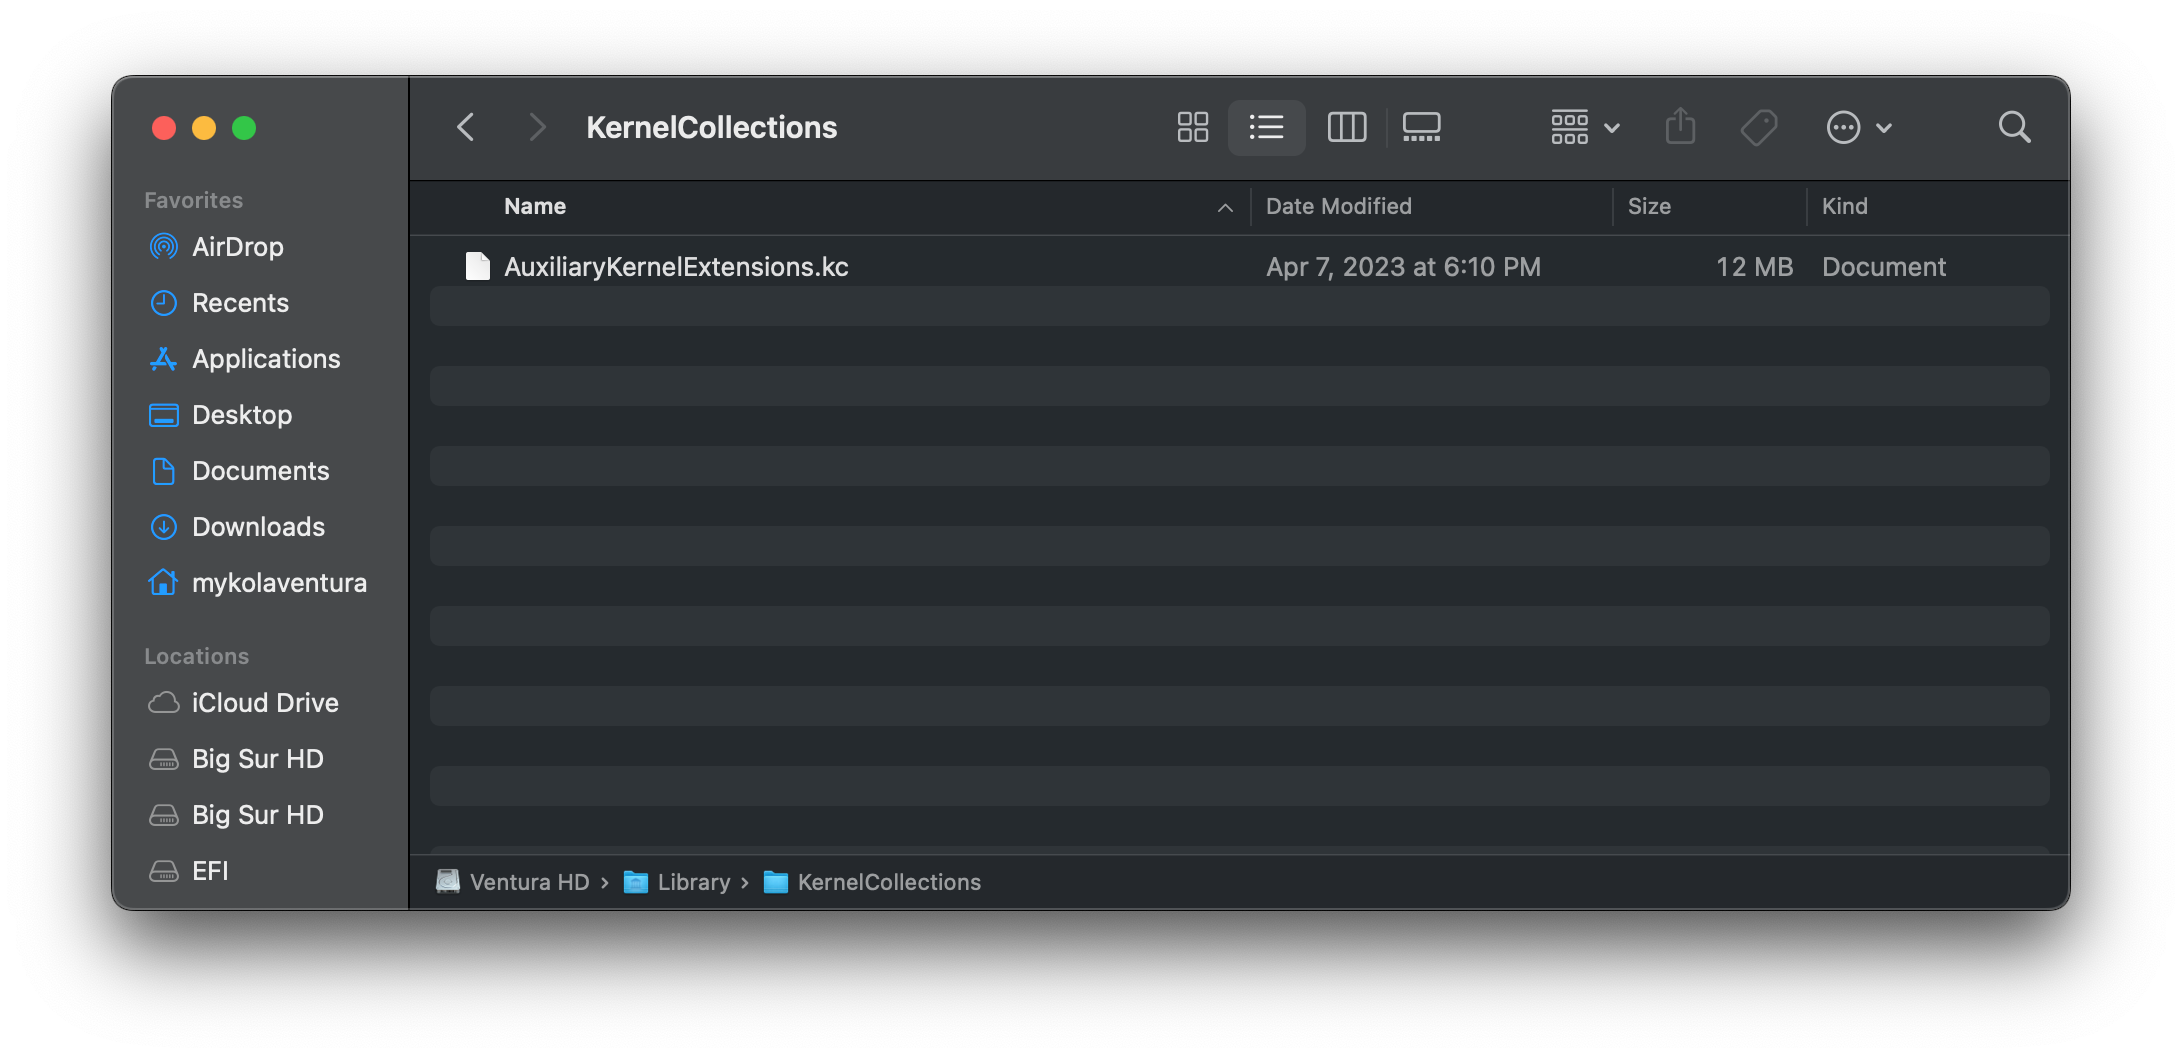 KernelCollections
Favorites
AirDrop
Recents
Applications
Desktop
Documents
Downloads
mykolaventura
Locations
iCloud Drive
Big Sur HD
Big Sur HD
EFI
Name Date Modified Size Kind
AuxiliaryKernelExtensions.kc Apr 7, 2023 at 6:10 PM 12 MB Document
Ventura HD › Library › KernelCollections